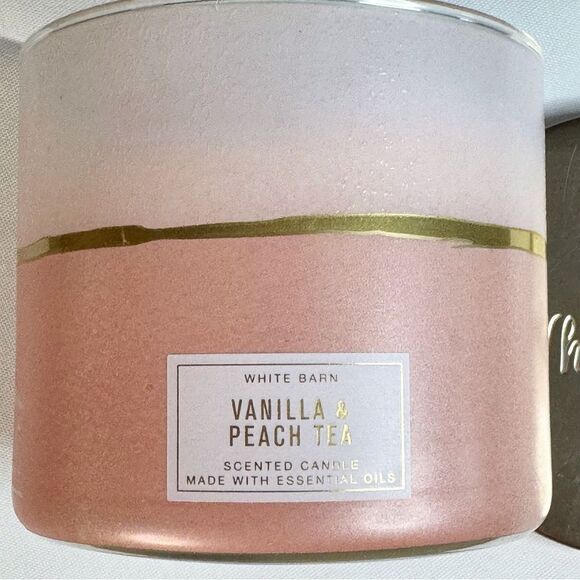 WHITE BARN
VANILLA &
PEACH TEA
SCENTED CANDLE
MADE WITH ESSENTIAL OILS